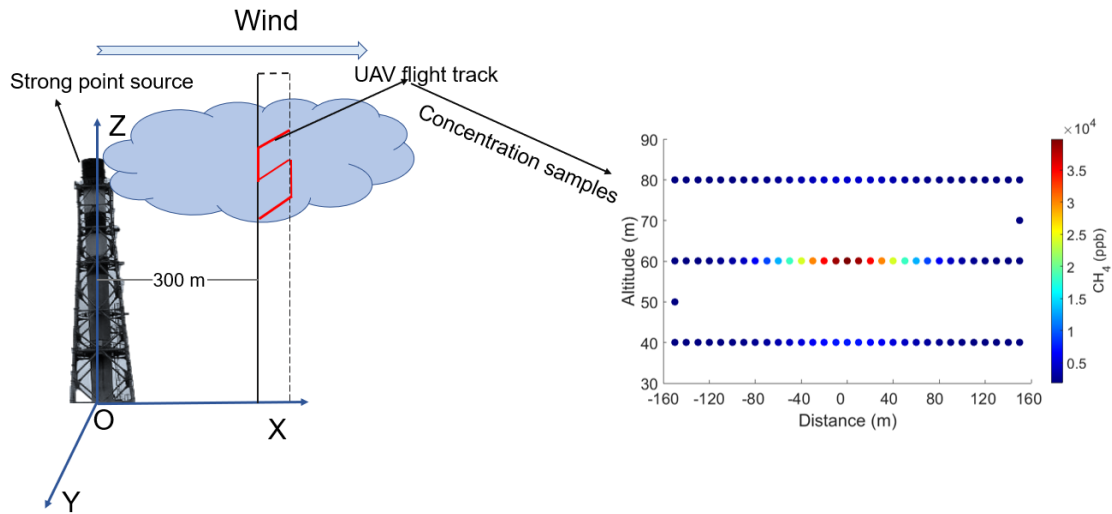 Wind
Strong point source
UAV flight track
Z
Concentration samples
300 m
O
X
Y
×10⁴
90
80
70
60
50
40
30
Altitude (m)
-160 -120 -80 -40 0 40 80 120 160
Distance (m)
4
3.5
3
2.5
2
1.5
1
0.5
CH₄ (ppb)